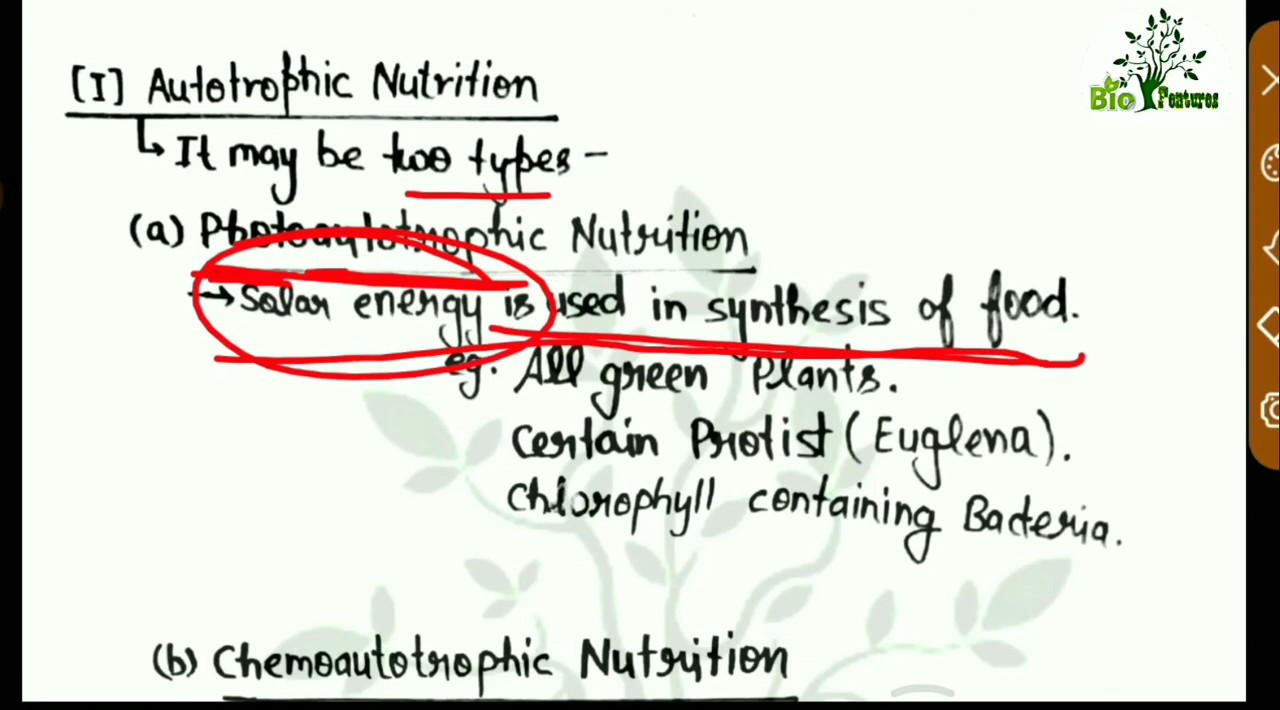 Bio Features
[I] Autotrophic Nutrition
↳ It may be two types –
(a) Photoautotrophic Nutrition
→ Solar energy is used in synthesis of food.
eg. All green Plants.
Certain Protist (Euglena).
Chlorophyll containing Bacteria.
(b) Chemoautotrophic Nutrition